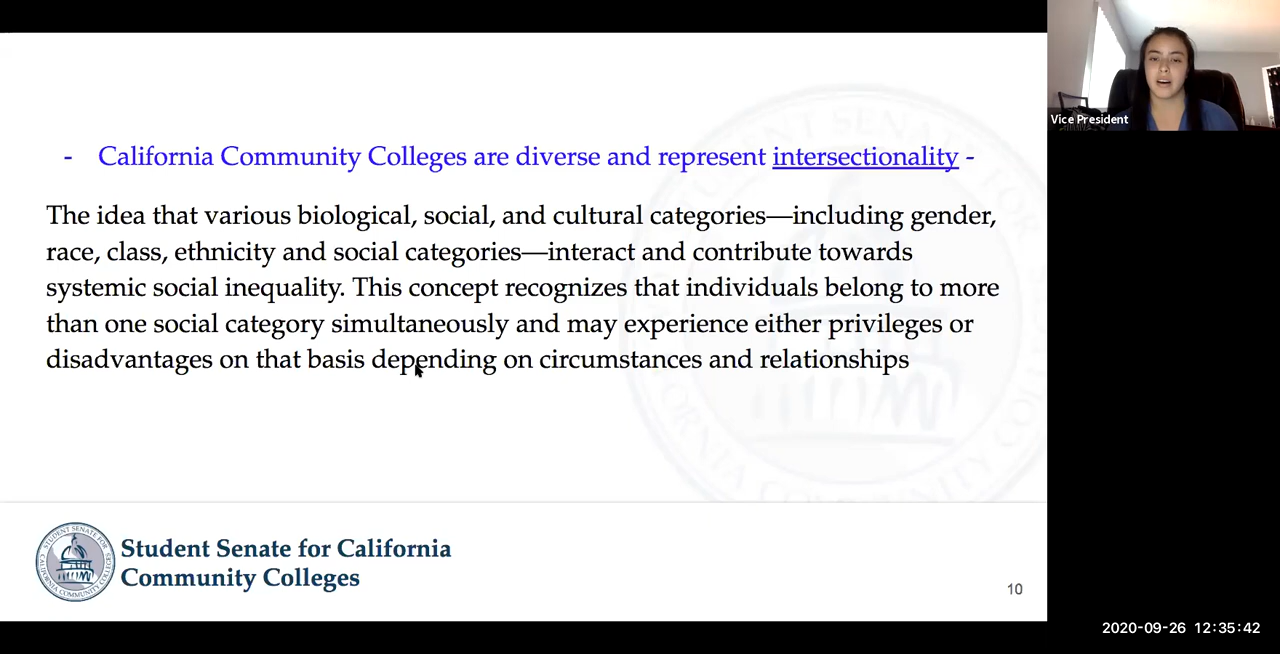 - California Community Colleges are diverse and represent intersectionality -
The idea that various biological, social, and cultural categories—including gender,
race, class, ethnicity and social categories—interact and contribute towards
systemic social inequality. This concept recognizes that individuals belong to more
than one social category simultaneously and may experience either privileges or
disadvantages on that basis depending on circumstances and relationships
Student Senate for California
Community Colleges
10
Vice President
2020-09-26 12:35:42